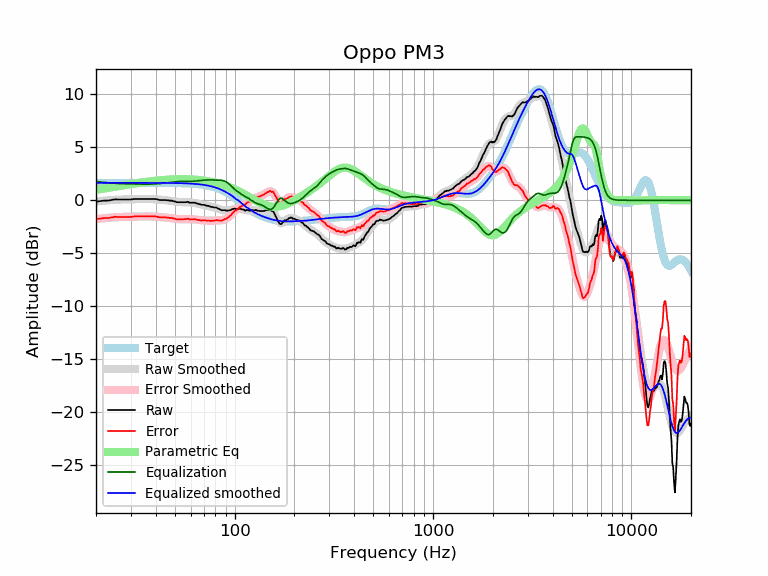 Oppo PM3
10
5
0
−5
−10
−15
−20
−25
Amplitude (dBr)
Target
Raw Smoothed
Error Smoothed
Raw
Error
Parametric Eq
Equalization
Equalized smoothed
100
1000
10000
Frequency (Hz)